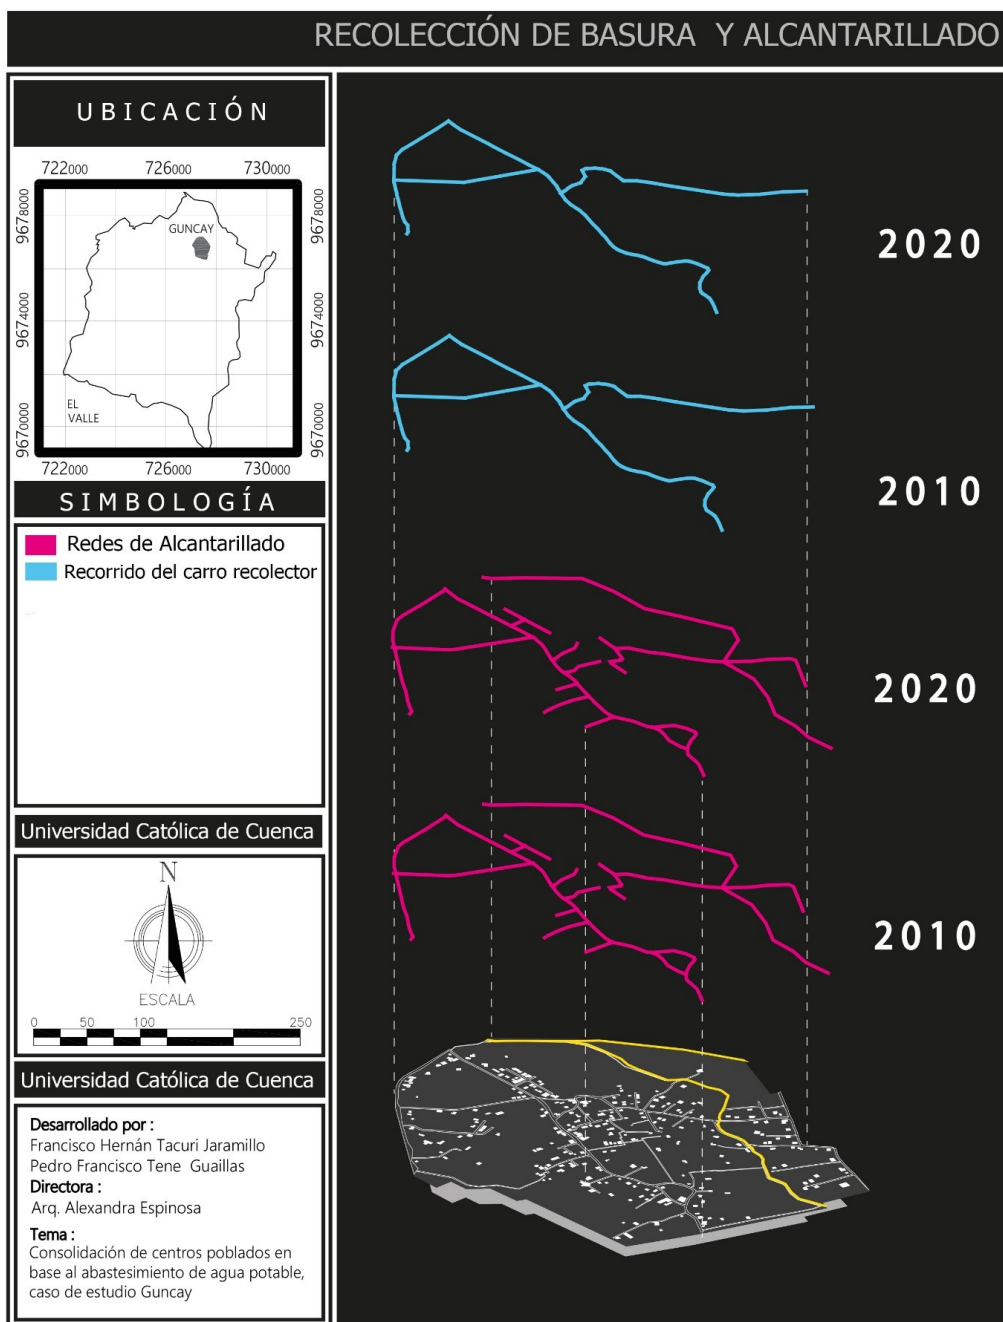 RECOLECCIÓN DE BASURA Y ALCANTARILLADO
UBICACIÓN
722000 726000 730000
9678000 9678000
GUNCAY
9674000 9674000
EL
VALLE
9670000 9670000
722000 726000 730000
SIMBOLOGÍA
Redes de Alcantarillado
Recorrido del carro recolector
Universidad Católica de Cuenca
N
ESCALA
0 50 100 250
Universidad Católica de Cuenca
Desarrollado por :
Francisco Hernán Tacuri Jaramillo
Pedro Francisco Tene Guaillas
Directora :
Arq. Alexandra Espinosa
Tema :
Consolidación de centros poblados en
base al abastesimiento de agua potable,
caso de estudio Guncay
2020
2010
2020
2010